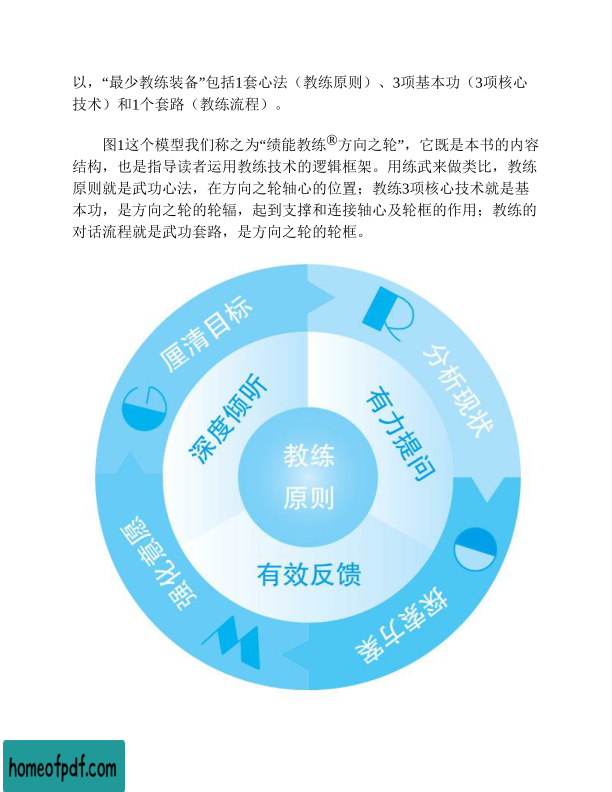 以，“最少教练装备”包括1套心法（教练原则）、3项基本功（3项核心
技术）和1个套路（教练流程）。
图1这个模型我们称之为“绩能教练®方向之轮”，它既是本书的内容
结构，也是指导读者运用教练技术的逻辑框架。用练武来做类比，教练
原则就是武功心法，在方向之轮轴心的位置；教练3项核心技术就是基
本功，是方向之轮的轮辐，起到支撑和连接轴心及轮框的作用；教练的
对话流程就是武功套路，是方向之轮的轮框。
G
厘清目标
R
分析现状
O
探索方案
W
强化意愿
深度倾听
有力提问
有效反馈
教练
原则
homeofpdf.com